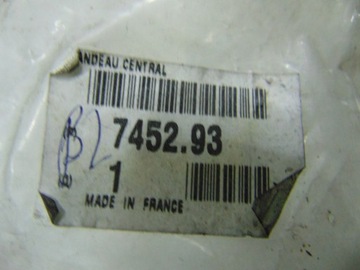 NDEAU CENTRAL
7452.93
1
MADE IN FRANCE